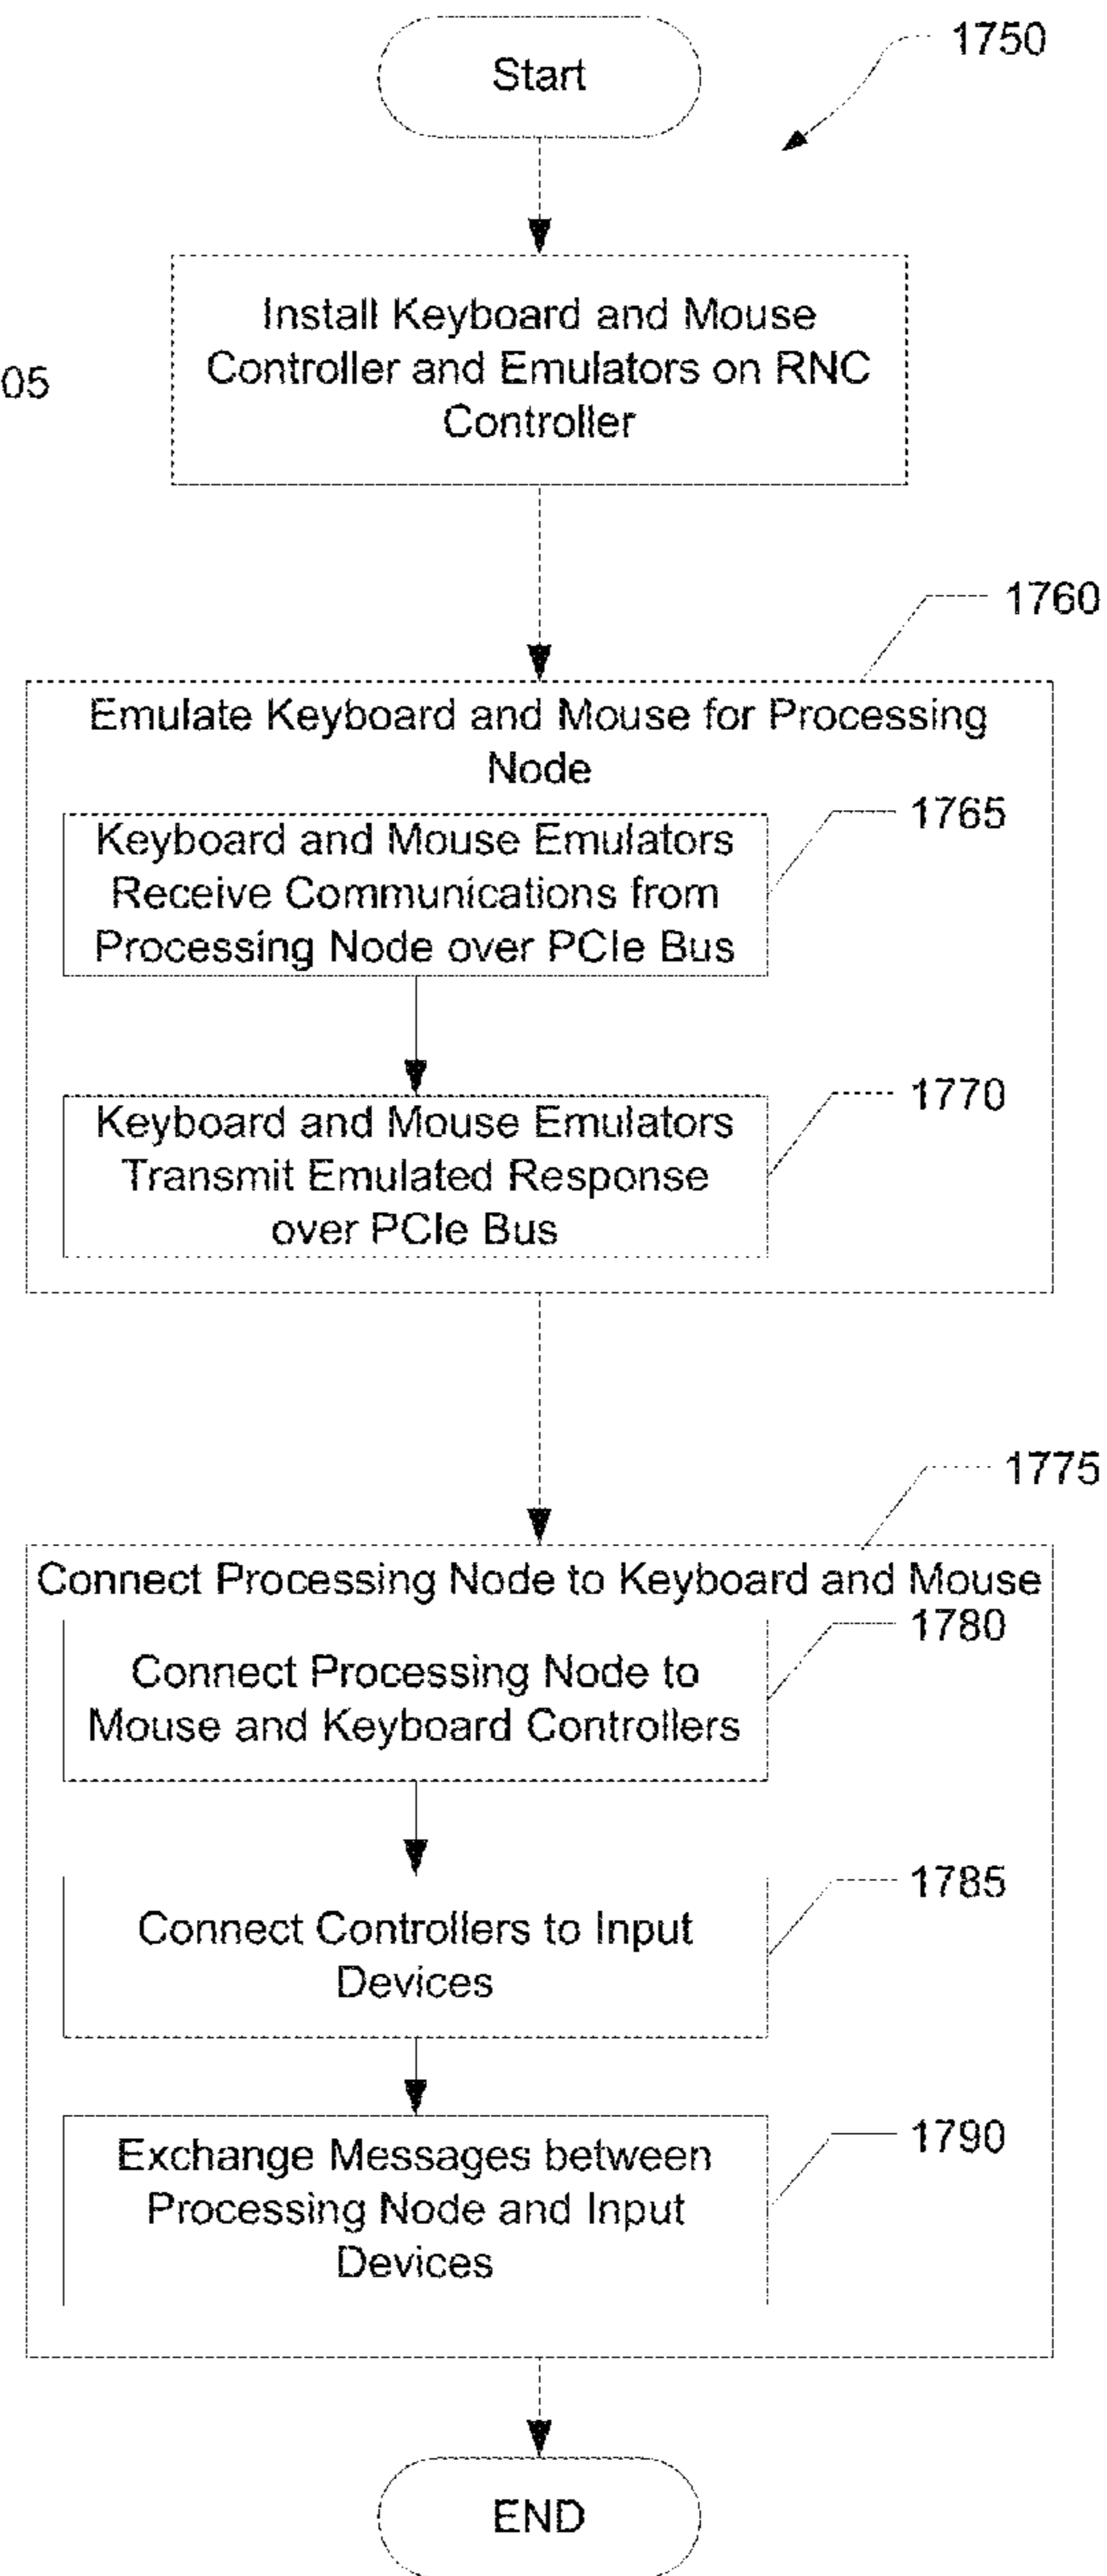 Start
1750
Install Keyboard and Mouse
Controller and Emulators on RNC
Controller
05
1760
Emulate Keyboard and Mouse for Processing
Node
1765
Keyboard and Mouse Emulators
Receive Communications from
Processing Node over PCIe Bus
1770
Keyboard and Mouse Emulators
Transmit Emulated Response
over PCIe Bus
1775
Connect Processing Node to Keyboard and Mouse
1780
Connect Processing Node to
Mouse and Keyboard Controllers
1785
Connect Controllers to Input
Devices
1790
Exchange Messages between
Processing Node and Input
Devices
END